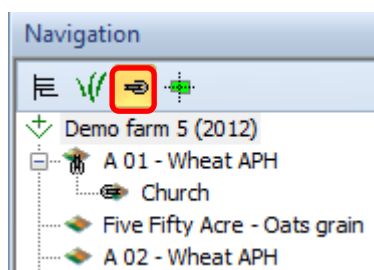 Navigation
Demo farm 5 (2012)
A 01 - Wheat APH
Church
Five Fifty Acre - Oats grain
A 02 - Wheat APH